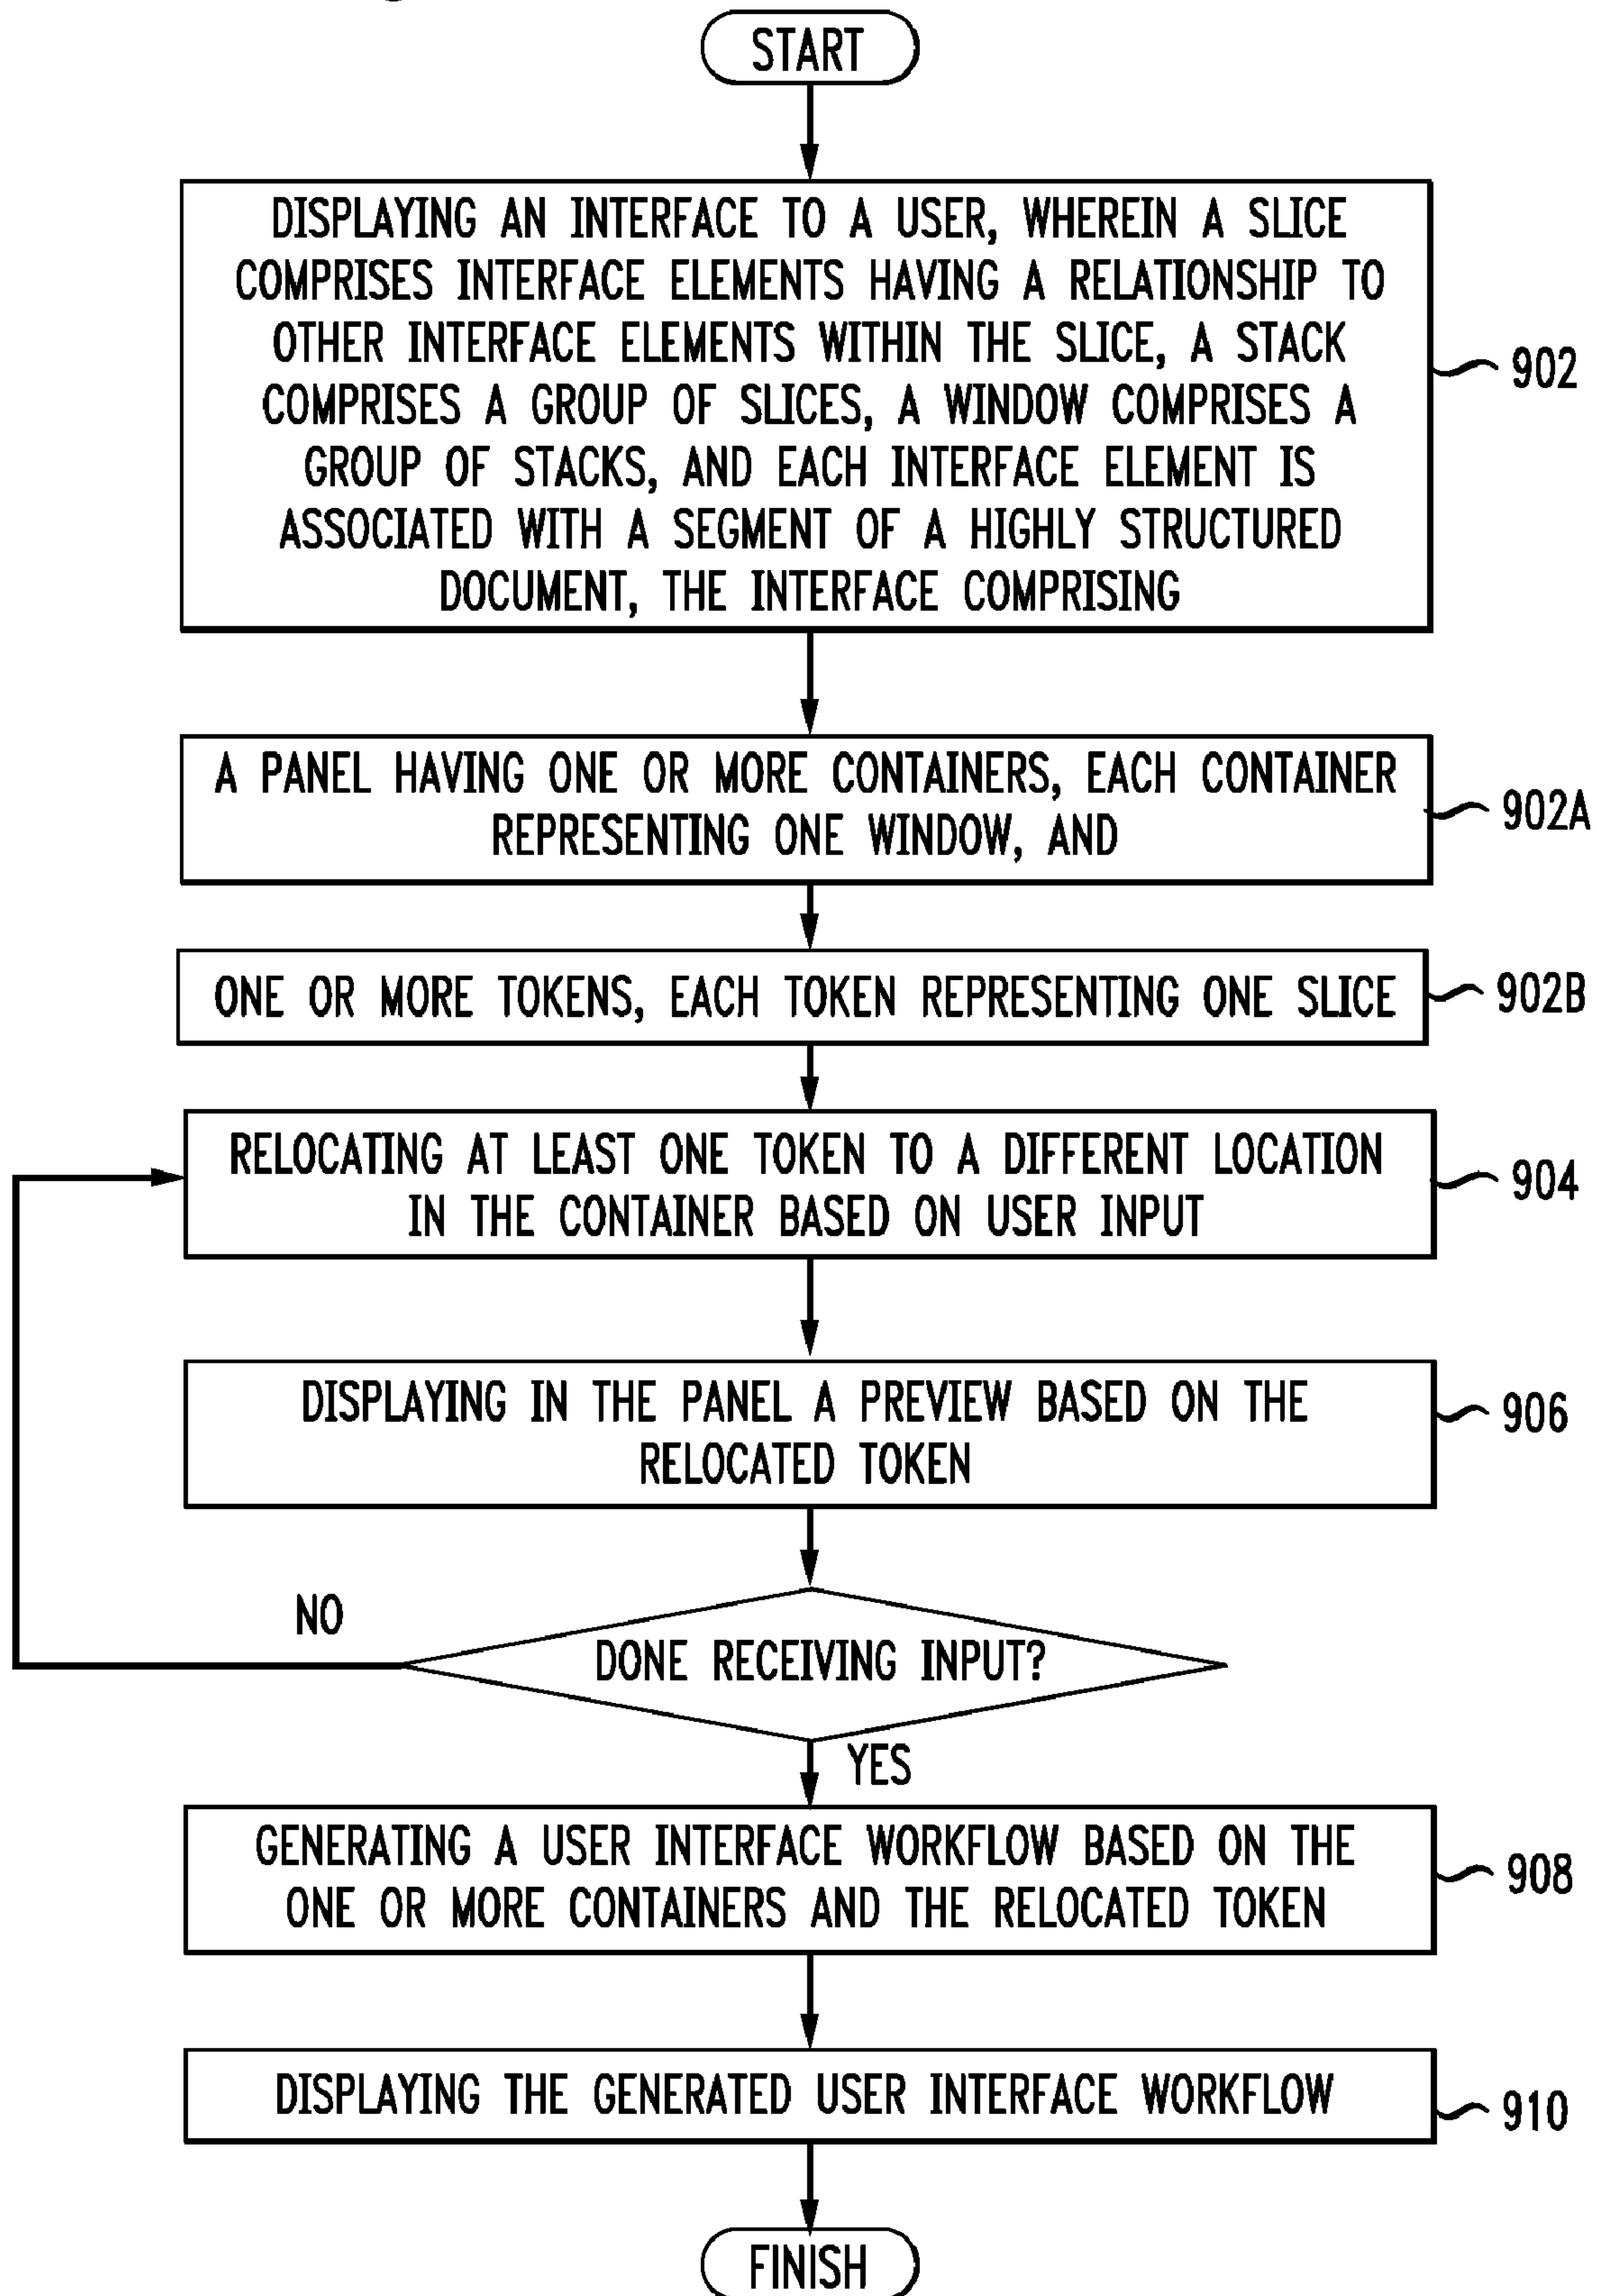 START
DISPLAYING AN INTERFACE TO A USER, WHEREIN A SLICE
COMPRISES INTERFACE ELEMENTS HAVING A RELATIONSHIP TO
OTHER INTERFACE ELEMENTS WITHIN THE SLICE, A STACK
COMPRISES A GROUP OF SLICES, A WINDOW COMPRISES A
GROUP OF STACKS, AND EACH INTERFACE ELEMENT IS
ASSOCIATED WITH A SEGMENT OF A HIGHLY STRUCTURED
DOCUMENT, THE INTERFACE COMPRISING
902
A PANEL HAVING ONE OR MORE CONTAINERS, EACH CONTAINER
REPRESENTING ONE WINDOW, AND
902A
ONE OR MORE TOKENS, EACH TOKEN REPRESENTING ONE SLICE
902B
RELOCATING AT LEAST ONE TOKEN TO A DIFFERENT LOCATION
IN THE CONTAINER BASED ON USER INPUT
904
DISPLAYING IN THE PANEL A PREVIEW BASED ON THE
RELOCATED TOKEN
906
NO
DONE RECEIVING INPUT?
YES
GENERATING A USER INTERFACE WORKFLOW BASED ON THE
ONE OR MORE CONTAINERS AND THE RELOCATED TOKEN
908
DISPLAYING THE GENERATED USER INTERFACE WORKFLOW
910
FINISH